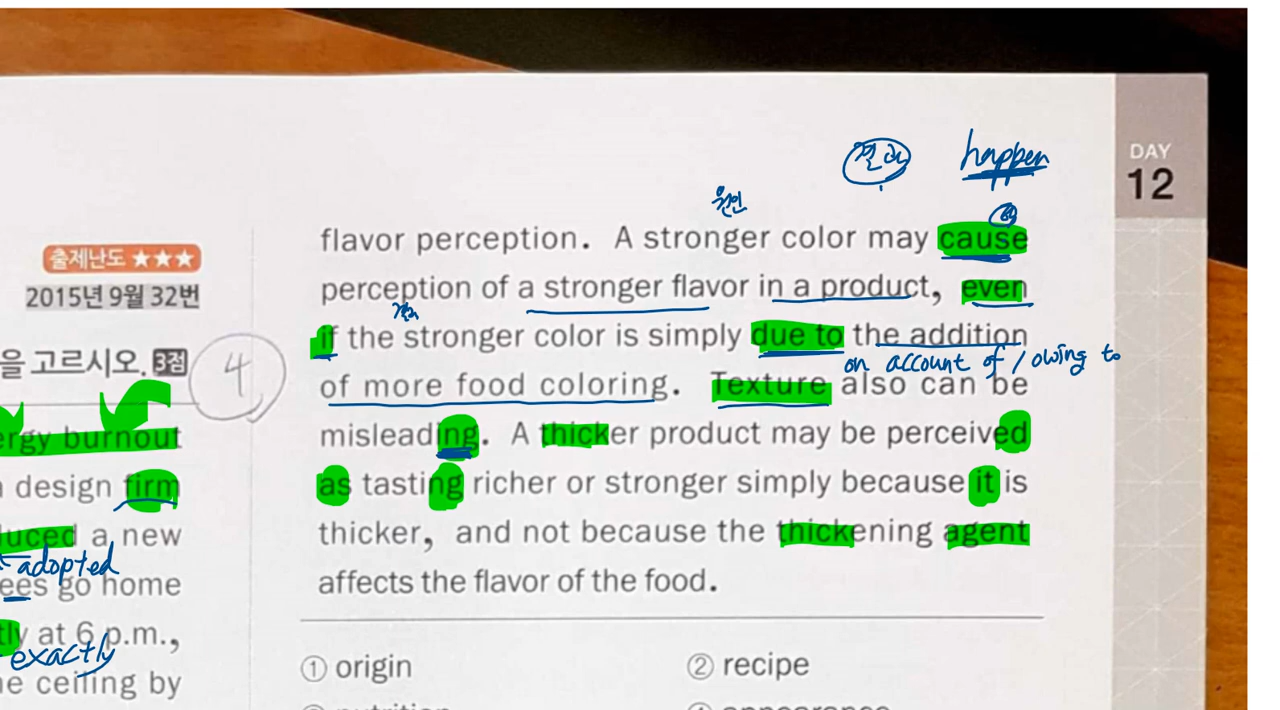 DAY
12
출제난도 ★★★
2015년 9월 32번
을 고르시오. 3점
4
ergy burnout
design firm
duced a new
adopted
ees go home
tly at 6 p.m.,
exactly
ne ceiling by
happen
원인
flavor perception. A stronger color may cause
perception of a stronger flavor in a product, even
if the stronger color is simply due to the addition
on account of / owing to
of more food coloring. Texture also can be
misleading. A thicker product may be perceived
as tasting richer or stronger simply because it is
thicker, and not because the thickening agent
affects the flavor of the food.
① origin
② recipe